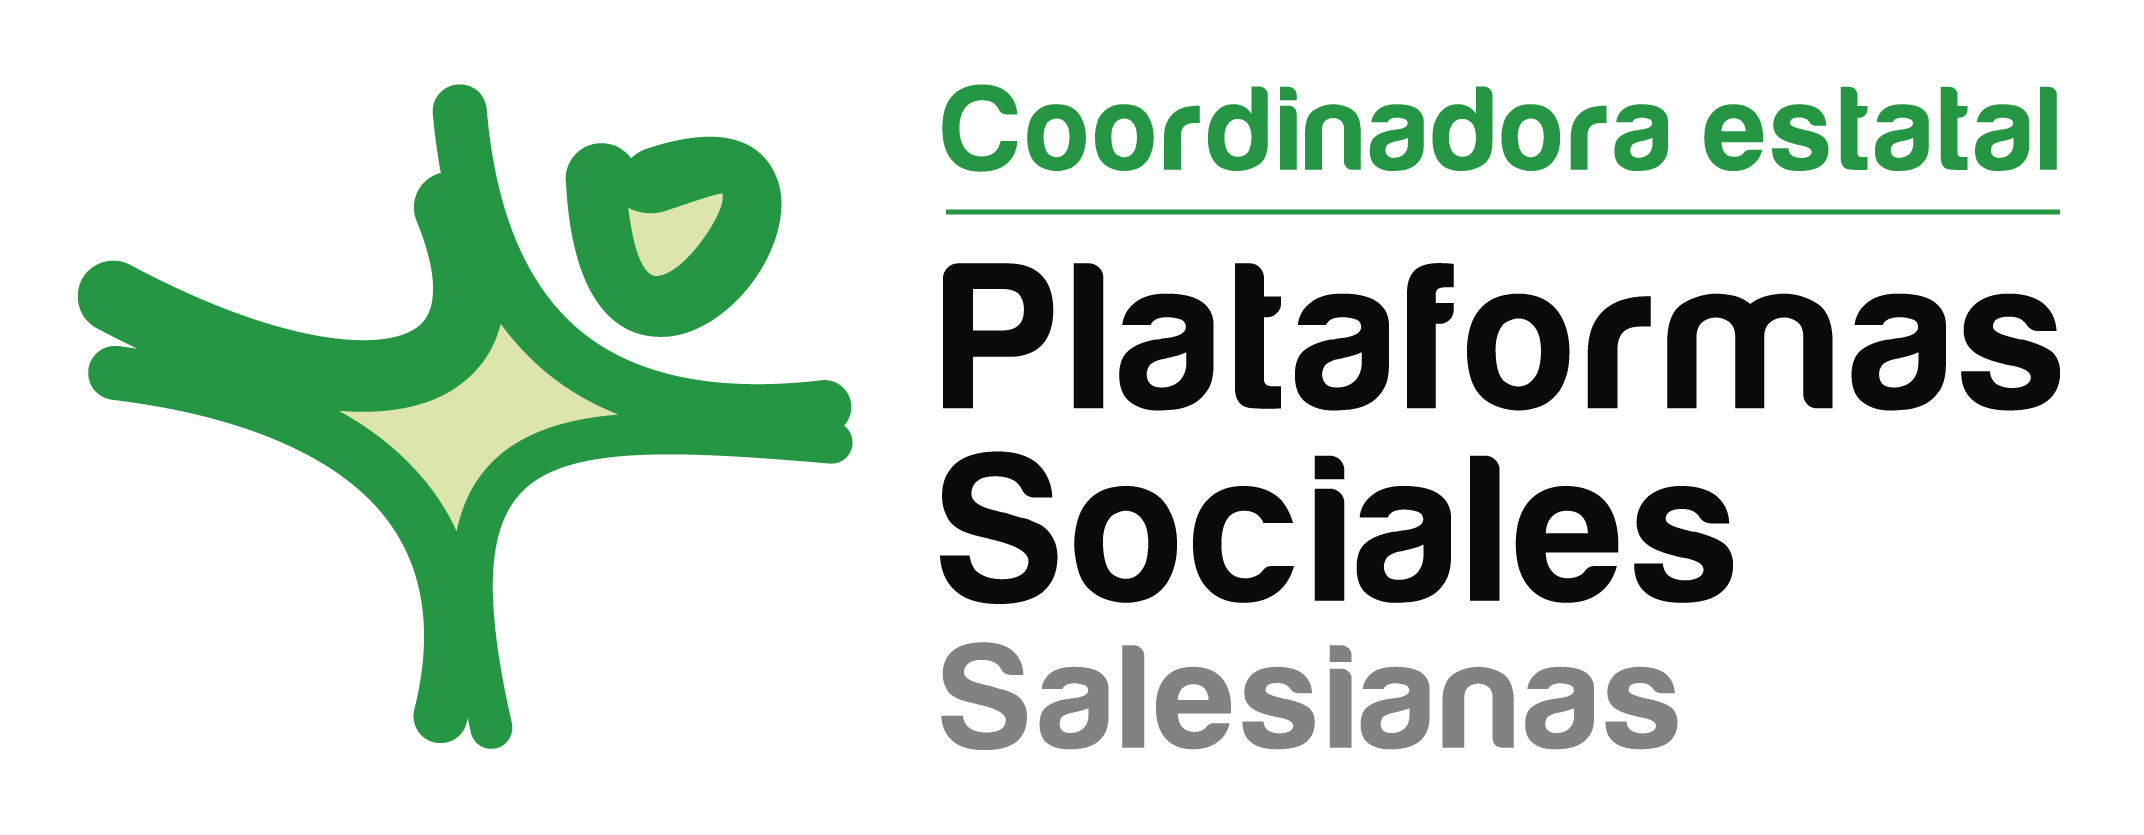 Coordinadora estatal
Plataformas
Sociales
Salesianas